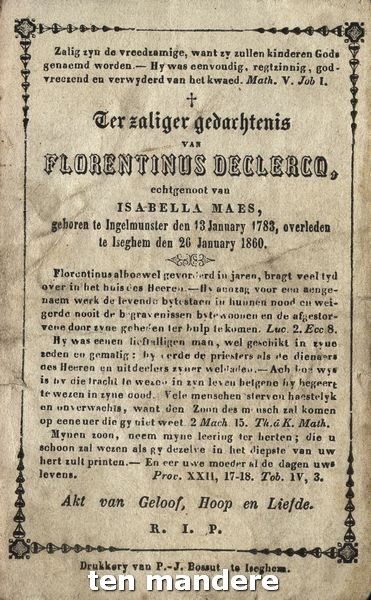 Zalig zyn de vreedzamige, want zy zullen kinderen Gods
genaemd worden.— Hy was eenvoudig, regtzinnig, god-
vreezend en verwyderd van het kwaed. Math. V. Job I.
†
Ter zaliger gedachtenis
VAN
FLORENTINUS DECLERCQ,
echtgenoot van
ISABELLA MAES,
geboren te Ingelmunster den 13 January 1783, overleden
te Iseghem den 26 January 1860.
Florentinus alhoewel gevorderd in jaren, bragt veel tyd
over in het huis des Heeren.—Hy aenzag voor een aenge-
naem werk de levende bytestaen in hunnen nood en wei-
gerde nooit de begravenissen bytewoonen en de afgestor-
vene door zyne gebeden ter hulp te komen. Luc. 2. Ecc 8.
Hy was eenen lieftalligen man, wel geschikt in zyne
zeden en gematig: hy eerde de priesters als de dienaers
des Heeren en uitdeelers zyner weldaden.— Ach hoe wys
is hy die tracht te wezen in zyn leven hetgene hy begeert
te wezen in zyne dood. Vele menschen sterven haestelyk
en onverwachts, want den Zoon des mensch zal komen
op eene uer die gy niet weet. 2 Mach 15. Th. á K. Math.
Mynen zoon, neem myne leering ter herten; die u
schoon zal wezen als gy dezelve in het diepste van uw
hert zult printen.— En eer uwe moeder al de dagen uws
levens. Prov. XXII, 17-18. Tob. IV, 3.
Akt van Geloof, Hoop en Liefde.
R. I. P.
Drukkery van P.-J. Bossut te Iseghem.
ten mandere